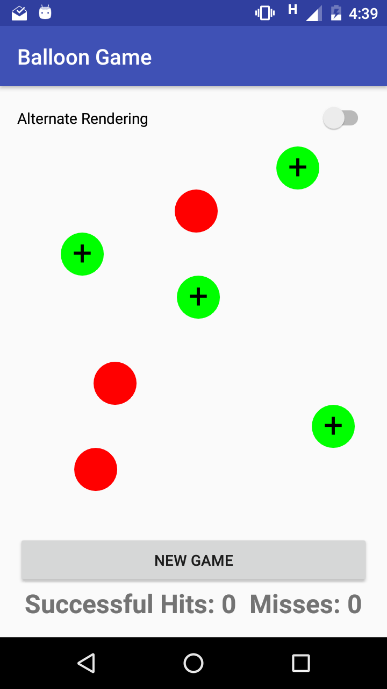 H 4:39
Balloon Game
Alternate Rendering
+
+
+
+
NEW GAME
Successful Hits: 0 Misses: 0